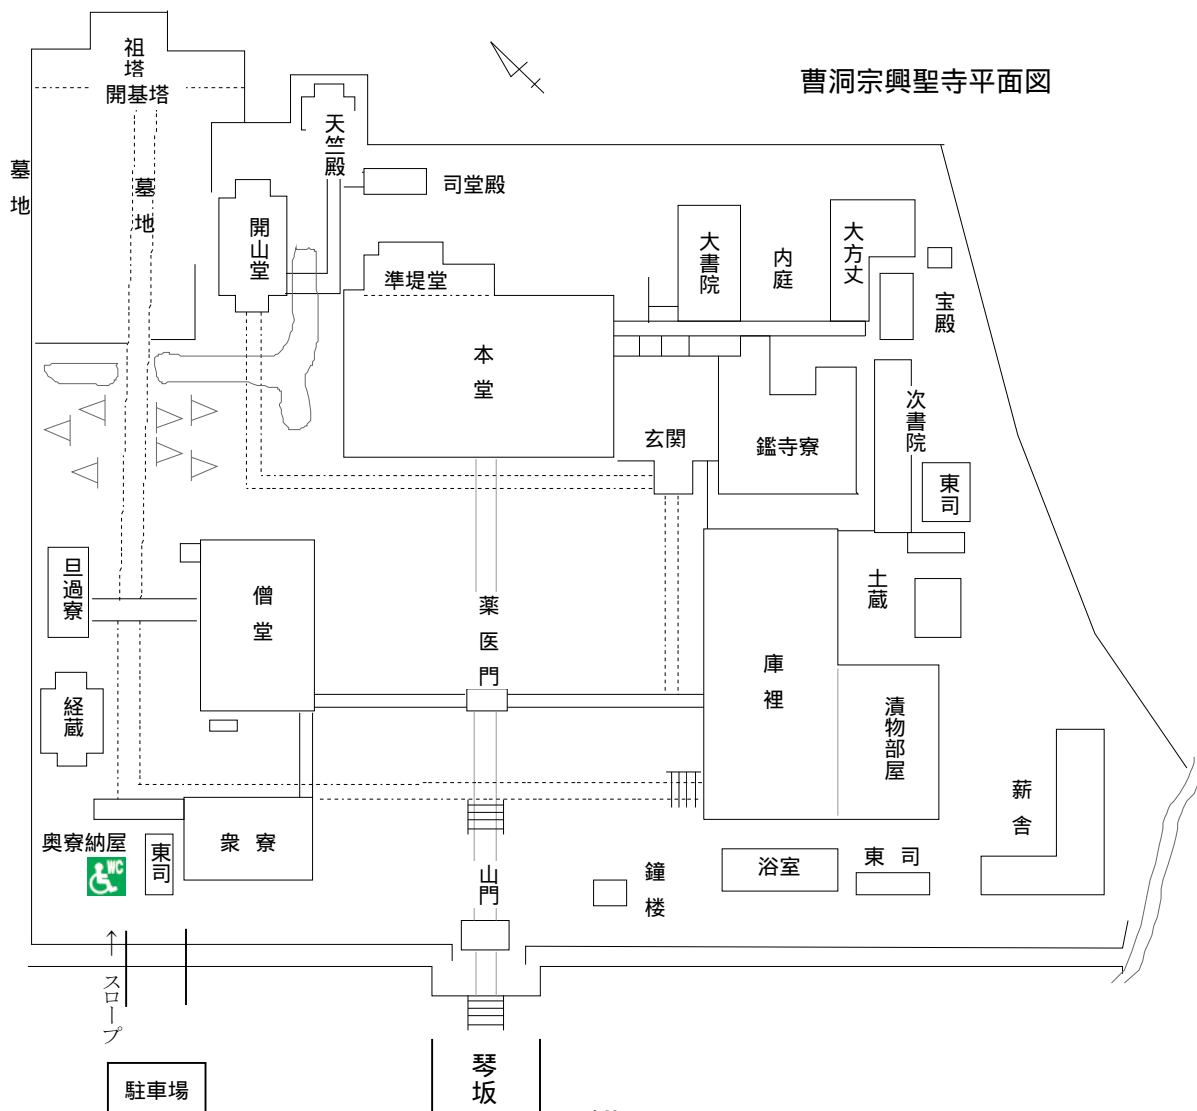 曹洞宗興聖寺平面図
祖塔
開基塔
墓地
墓地
天竺殿
司堂殿
開山堂
準堤堂
本堂
大書院
内庭
大方丈
宝殿
玄関
鑑寺寮
次書院
東司
旦過寮
僧堂
薬医門
土蔵
庫裡
漬物部屋
経蔵
薪舎
奥寮納屋
WC
東司
衆寮
山門
鐘楼
浴室
東司
↑スロープ
駐車場
琴坂